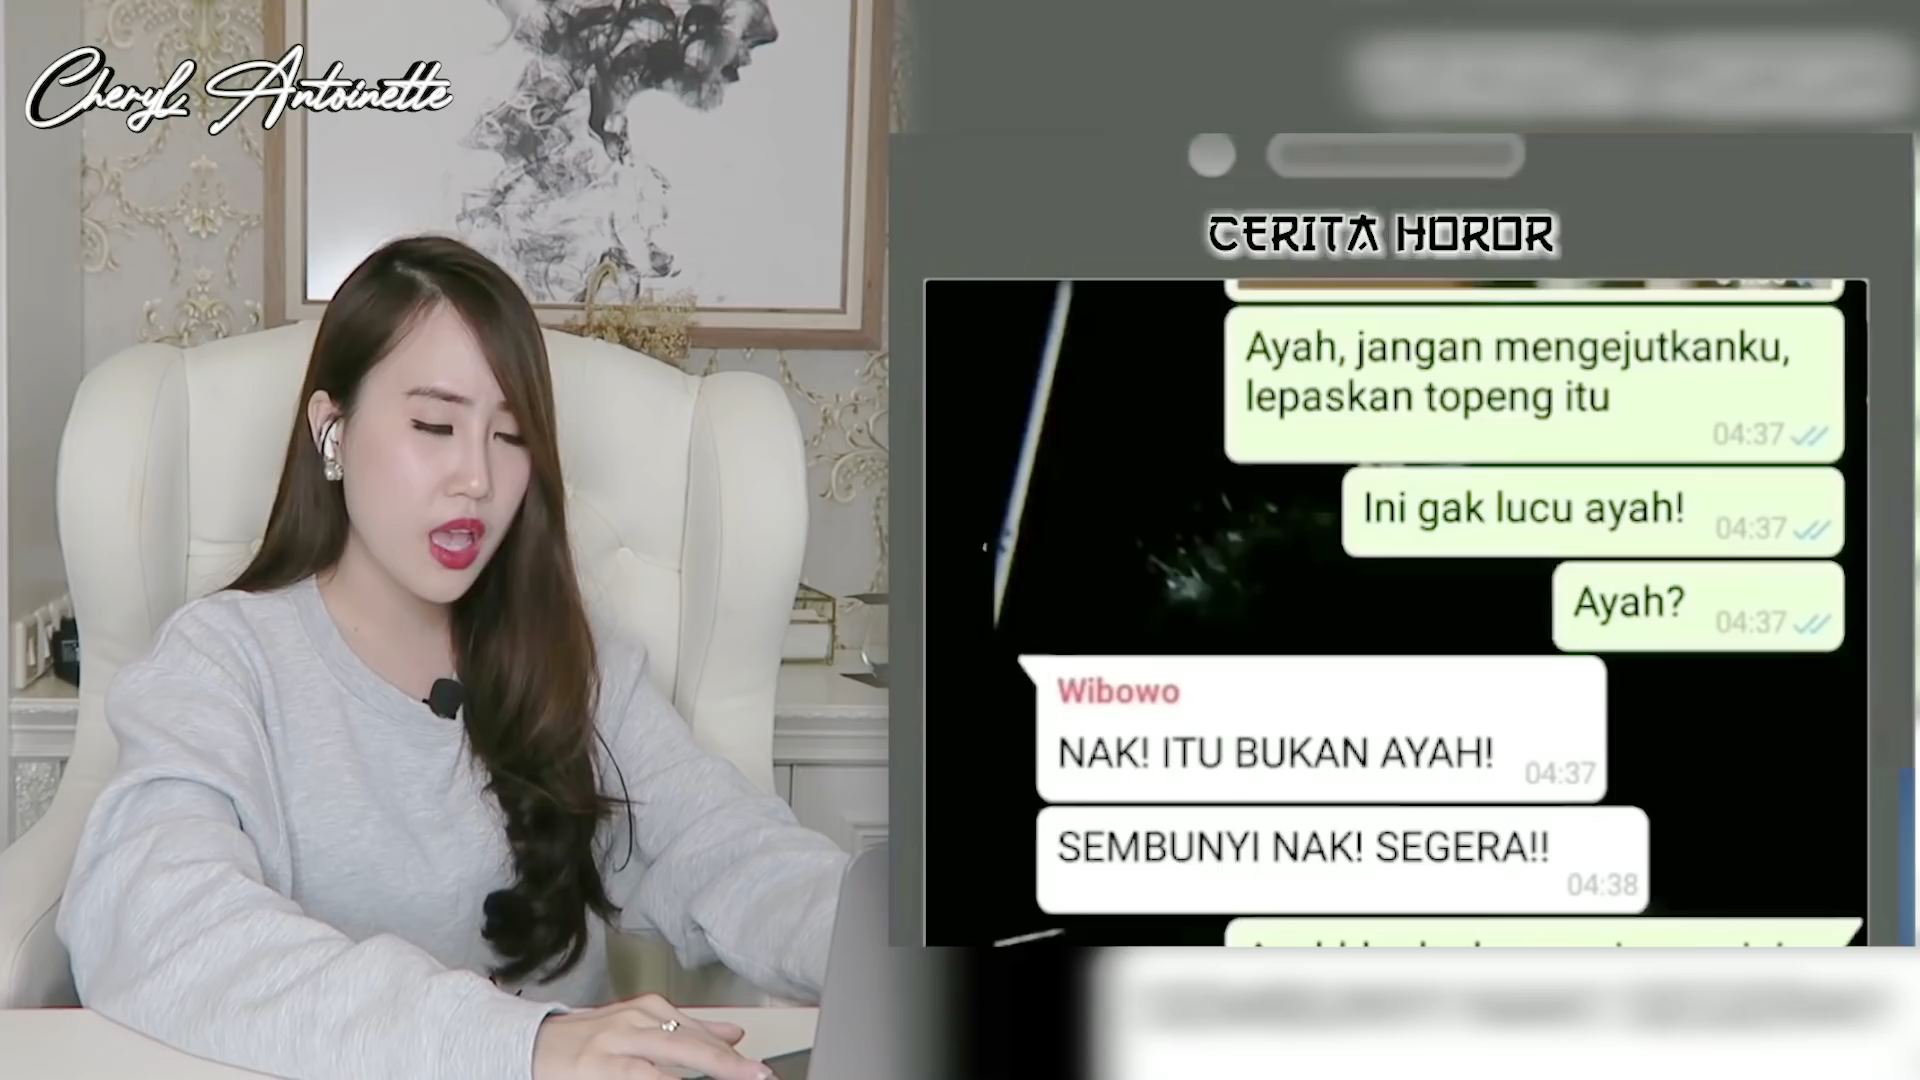 Cheryl Antoinette
CERITA HOROR
Ayah, jangan mengejutkanku,
lepaskan topeng itu
04:37
Ini gak lucu ayah!
04:37
Ayah?
04:37
Wibowo
NAK! ITU BUKAN AYAH!
04:37
SEMBUNYI NAK! SEGERA!!
04:38